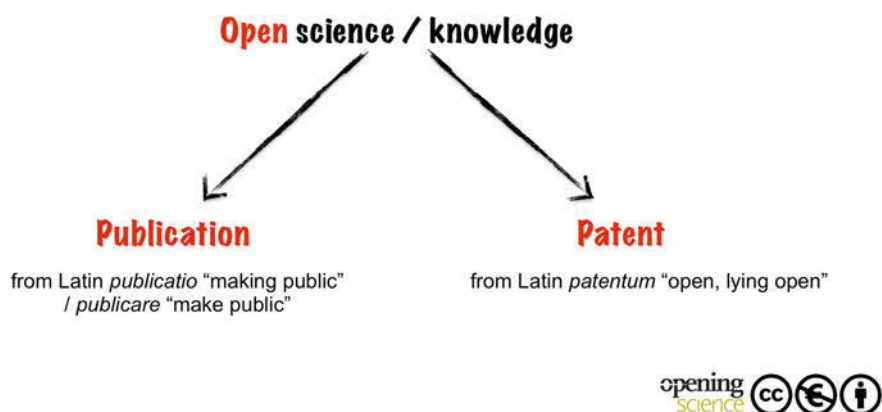 Open science / knowledge
Publication
from Latin publicatio “making public”
/ publicare “make public”
Patent
from Latin patentum “open, lying open”
opening
science
cc